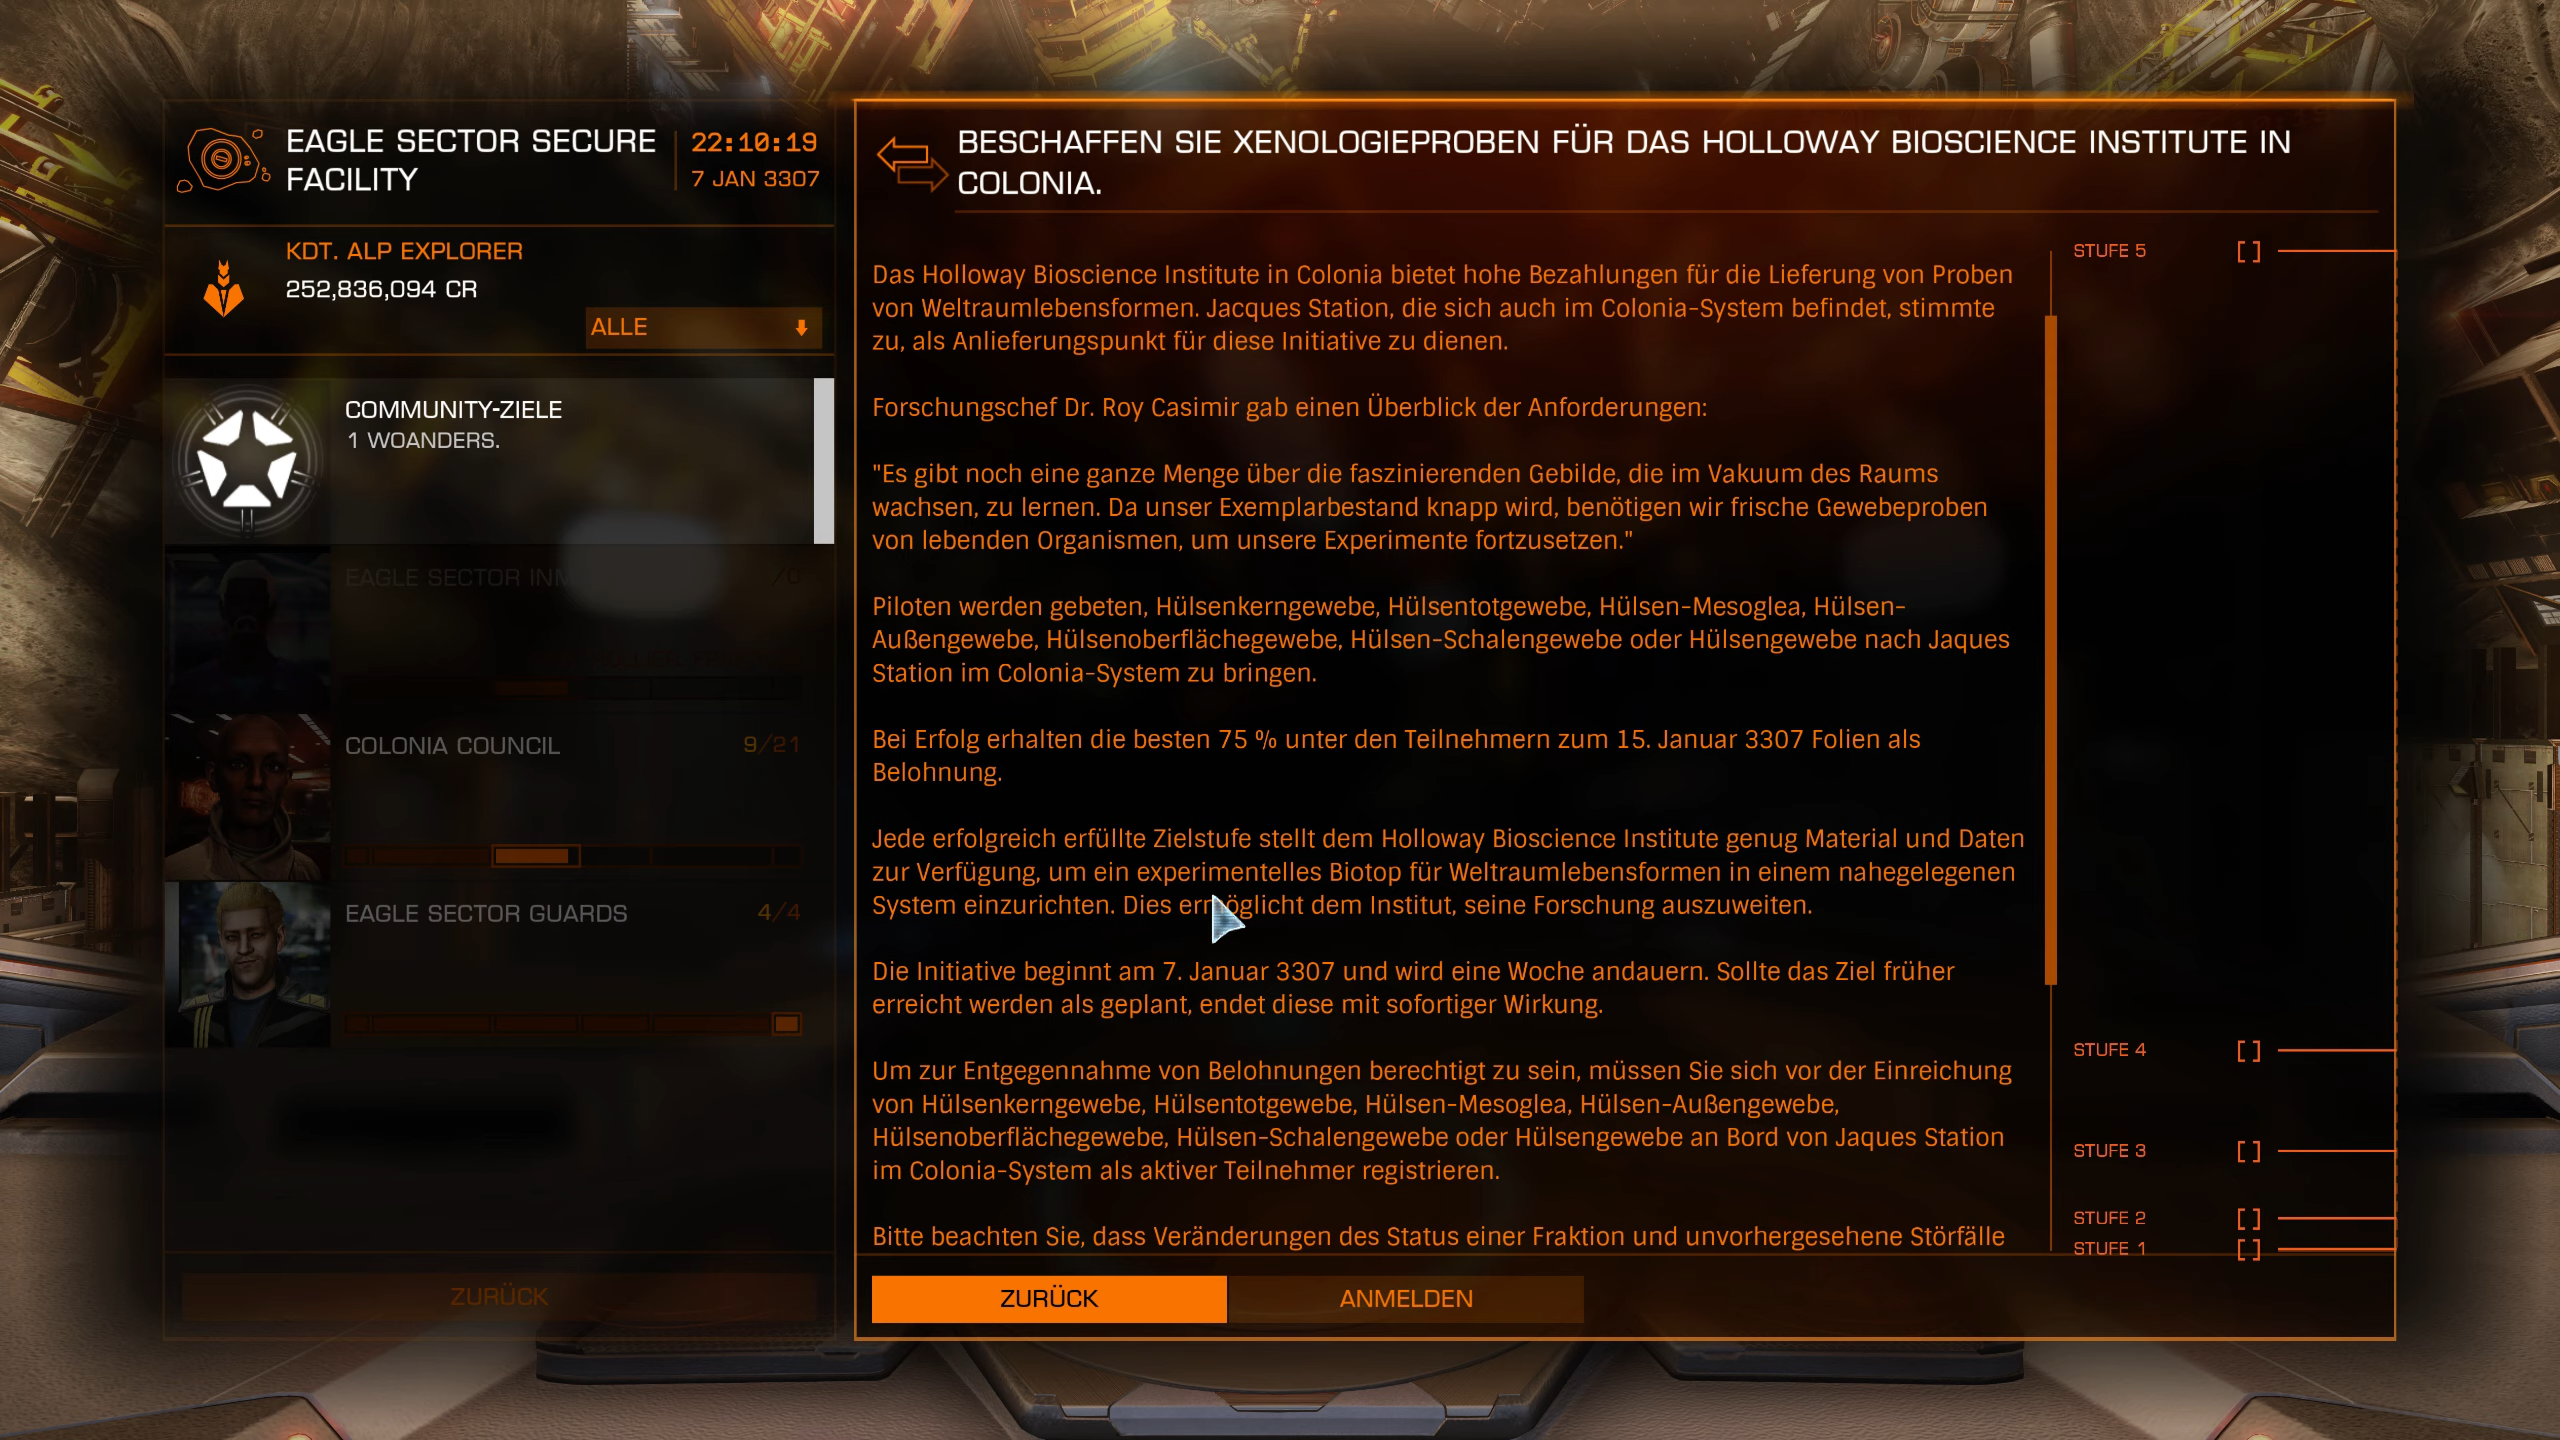 EAGLE SECTOR SECURE
FACILITY
22:10:19
7 JAN 3307
KDT. ALP EXPLORER
252,836,094 CR
ALLE
COMMUNITY-ZIELE
1 WOANDERS.
EAGLE SECTOR
/0
COLONIA COUNCIL
9/21
EAGLE SECTOR GUARDS
4/4
ZURÜCK
BESCHAFFEN SIE XENOLOGIEPROBEN FÜR DAS HOLLOWAY BIOSCIENCE INSTITUTE IN
COLONIA.
Das Holloway Bioscience Institute in Colonia bietet hohe Bezahlungen für die Lieferung von Proben
von Weltraumlebensformen. Jacques Station, die sich auch im Colonia-System befindet, stimmte
zu, als Anlieferungspunkt für diese Initiative zu dienen.
Forschungschef Dr. Roy Casimir gab einen Überblick der Anforderungen:
"Es gibt noch eine ganze Menge über die faszinierenden Gebilde, die im Vakuum des Raums
wachsen, zu lernen. Da unser Exemplarbestand knapp wird, benötigen wir frische Gewebeproben
von lebenden Organismen, um unsere Experimente fortzusetzen."
Piloten werden gebeten, Hülsenkerngewebe, Hülsentotgewebe, Hülsen-Mesoglea, Hülsen-
Außengewebe, Hülsenoberflächegewebe, Hülsen-Schalengewebe oder Hülsengewebe nach Jaques
Station im Colonia-System zu bringen.
Bei Erfolg erhalten die besten 75 % unter den Teilnehmern zum 15. Januar 3307 Folien als
Belohnung.
Jede erfolgreich erfüllte Zielstufe stellt dem Holloway Bioscience Institute genug Material und Daten
zur Verfügung, um ein experimentelles Biotop für Weltraumlebensformen in einem nahegelegenen
System einzurichten. Dies ermöglicht dem Institut, seine Forschung auszuweiten.
Die Initiative beginnt am 7. Januar 3307 und wird eine Woche andauern. Sollte das Ziel früher
erreicht werden als geplant, endet diese mit sofortiger Wirkung.
Um zur Entgegennahme von Belohnungen berechtigt zu sein, müssen Sie sich vor der Einreichung
von Hülsenkerngewebe, Hülsentotgewebe, Hülsen-Mesoglea, Hülsen-Außengewebe,
Hülsenoberflächegewebe, Hülsen-Schalengewebe oder Hülsengewebe an Bord von Jaques Station
im Colonia-System als aktiver Teilnehmer registrieren.
Bitte beachten Sie, dass Veränderungen des Status einer Fraktion und unvorhergesehene Störfälle
STUFE 5
STUFE 4
STUFE 3
STUFE 2
STUFE 1
ZURÜCK
ANMELDEN